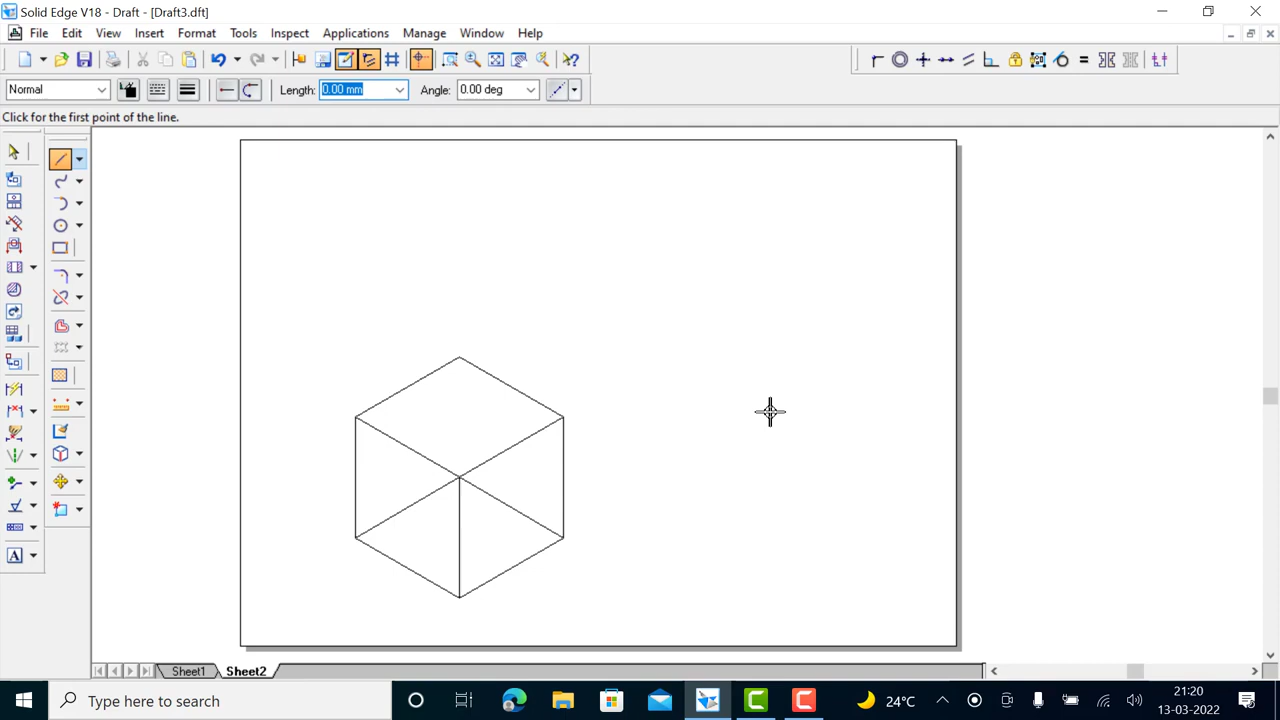 Solid Edge V18 - Draft - [Draft3.dft]
File Edit View Insert Format Tools Inspect Applications Manage Window Help
Normal Length: 0.00 mm Angle: 0.00 deg
Click for the first point of the line.
A
Sheet1 Sheet2
Type here to search
24°C
21:20
13-03-2022